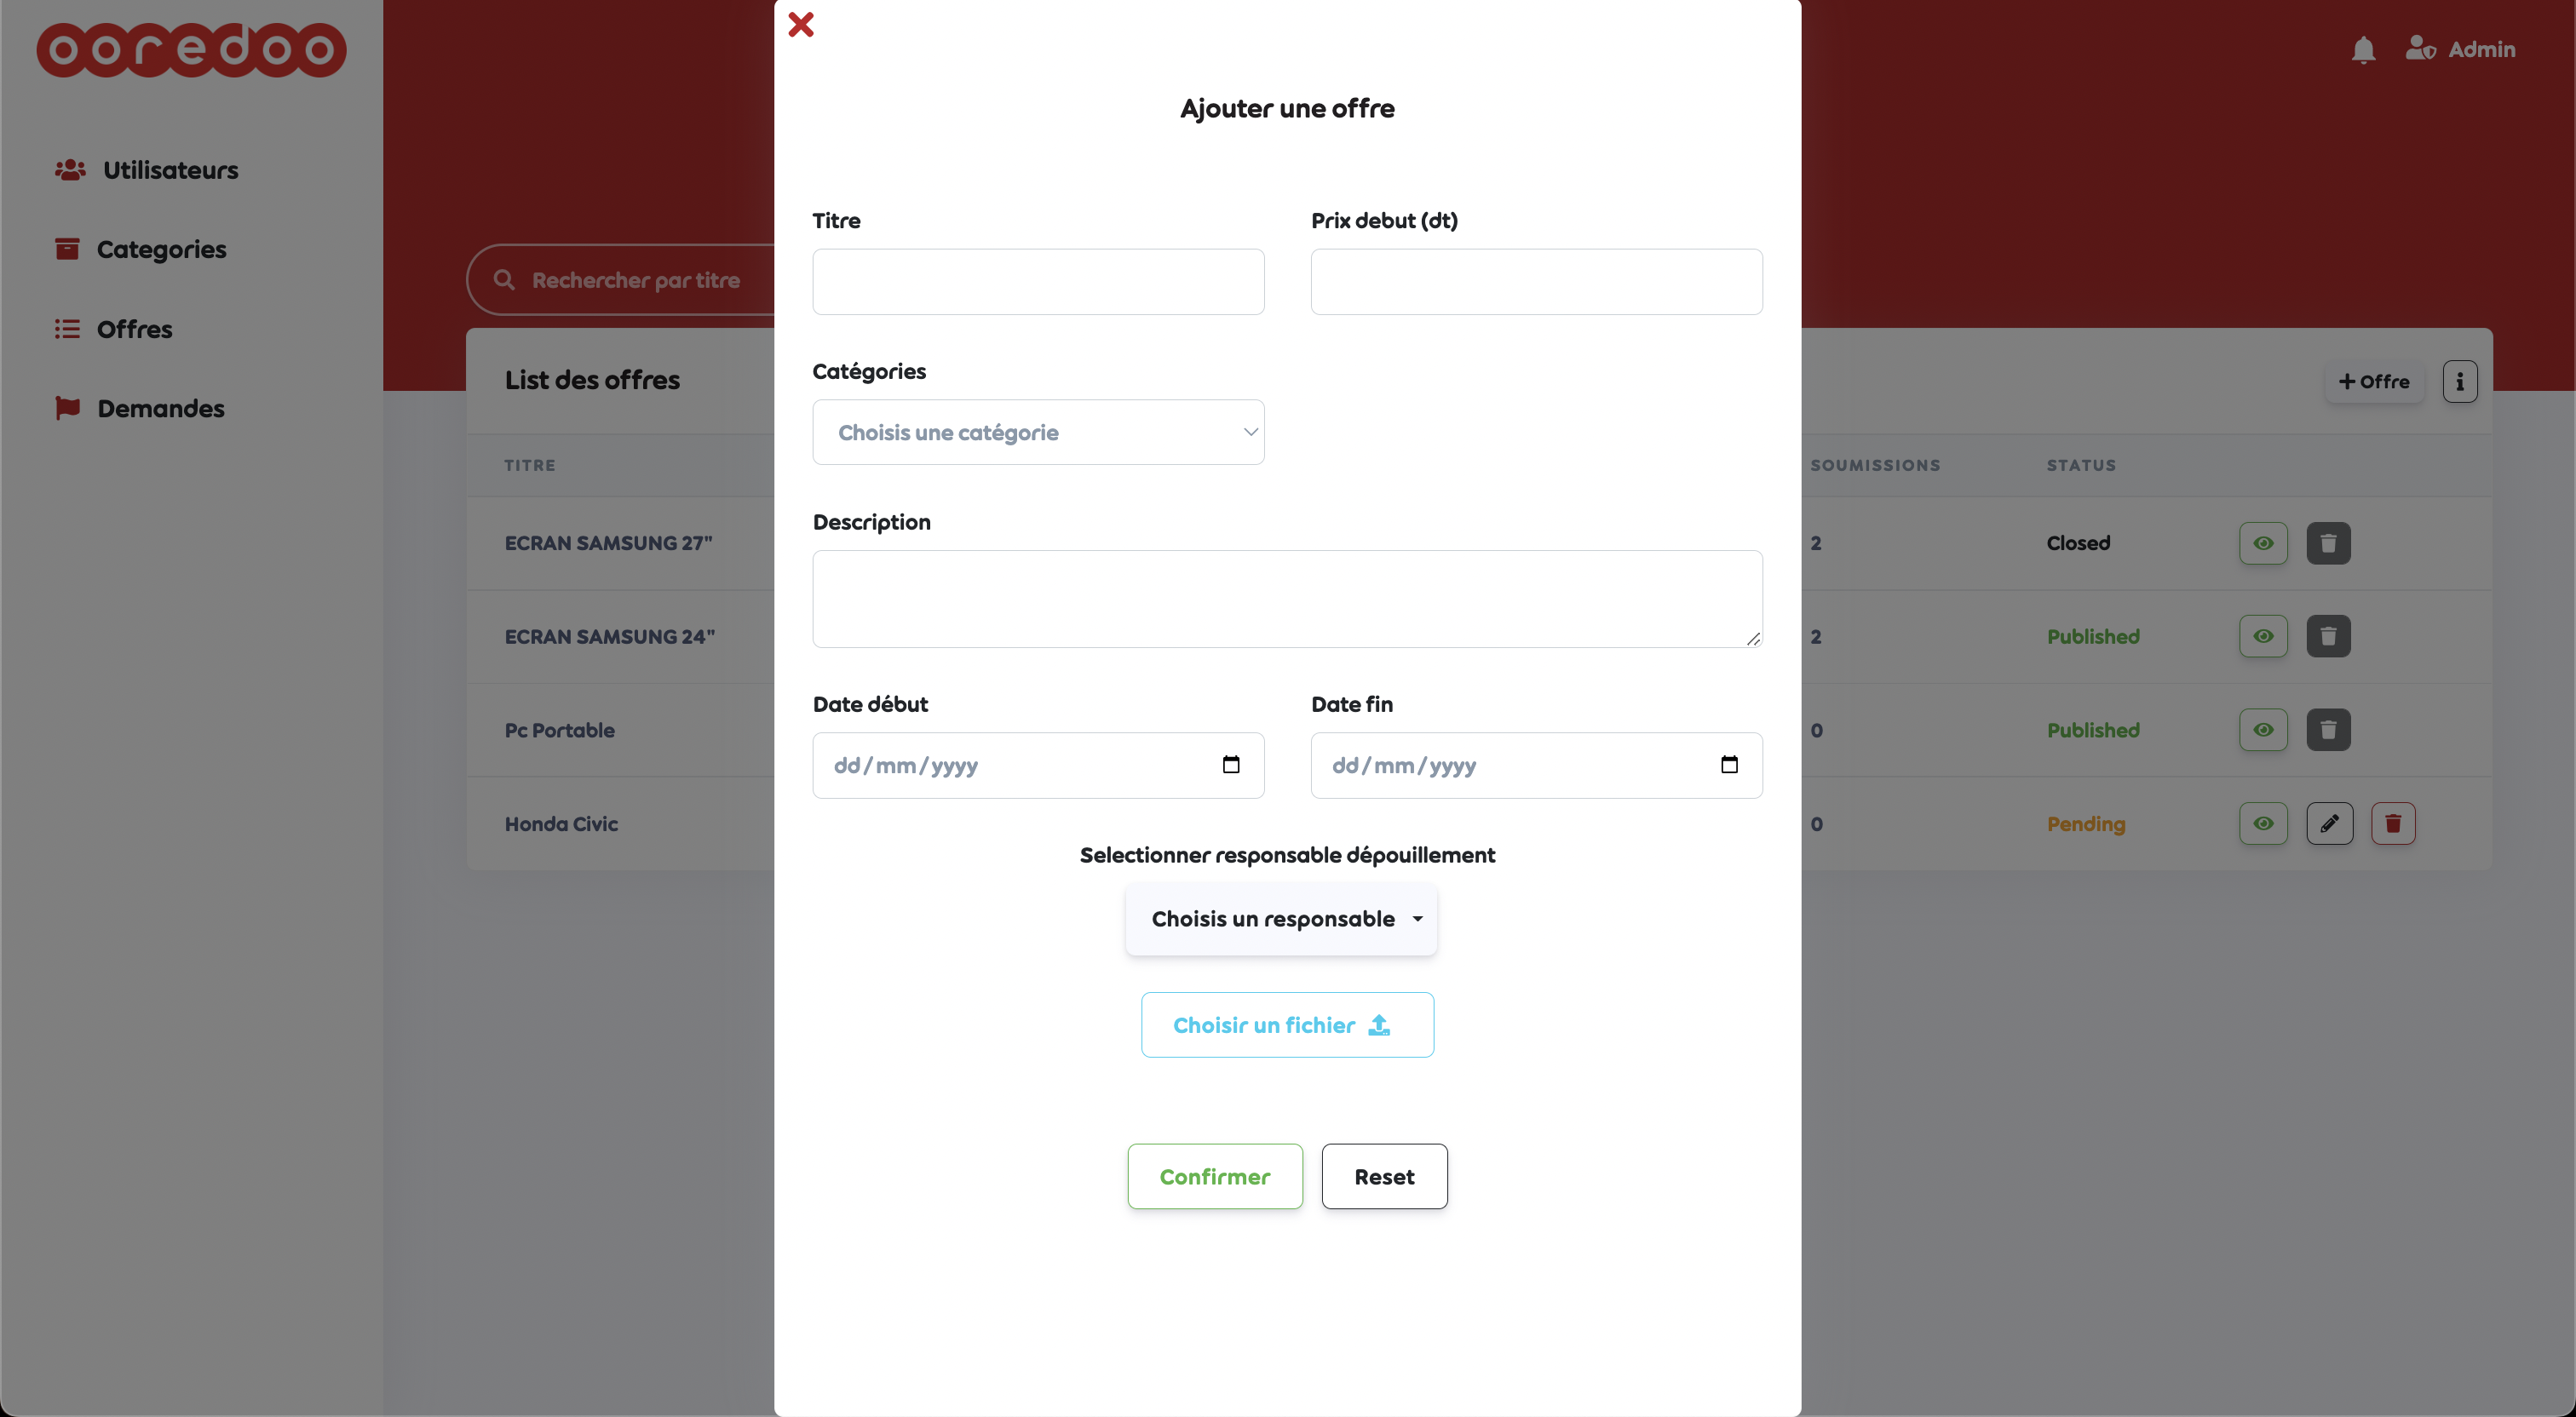 ooredoo
Admin
Utilisateurs
Categories
Offres
Demandes
Rechercher par titre
List des offres
+ Offre
i
TITRE
SOUMISSIONS
STATUS
ECRAN SAMSUNG 27"
2
Closed
ECRAN SAMSUNG 24"
2
Published
Pc Portable
0
Published
Honda Civic
0
Pending
Ajouter une offre
Titre
Prix debut (dt)
Catégories
Choisis une catégorie
Description
Date début
Date fin
dd/mm/yyyy
dd/mm/yyyy
Selectionner responsable dépouillement
Choisis un responsable
Choisir un fichier
Confirmer
Reset